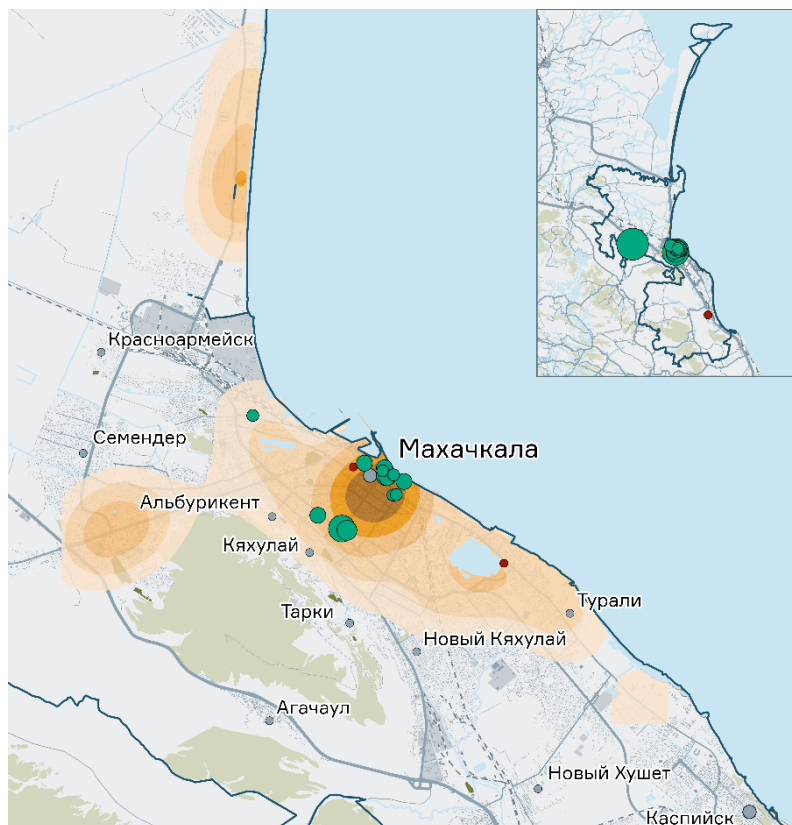 Красноармейск
Семендер
Махачкала
Альбурикент
Кяхулай
Турали
Тарки
Новый Кяхулай
Агачаул
Новый Хушет
Каспийск